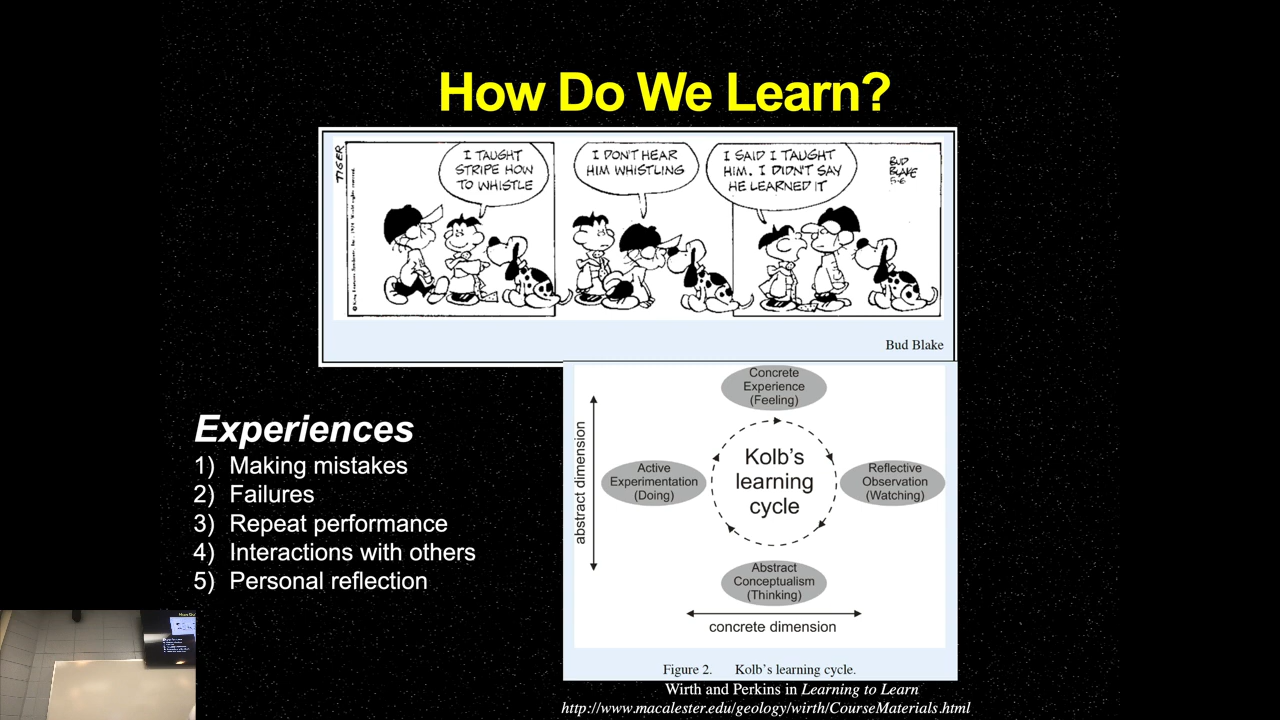 How Do We Learn?
TIGER
I TAUGHT
STRIPE HOW
TO WHISTLE
I DON'T HEAR
HIM WHISTLING
I SAID I TAUGHT
HIM. I DIDN'T SAY
HE LEARNED IT
BUD
BLAKE
5-6
Bud Blake
Experiences
1) Making mistakes
2) Failures
3) Repeat performance
4) Interactions with others
5) Personal reflection
Concrete
Experience
(Feeling)
abstract dimension
Active
Experimentation
(Doing)
Kolb's
learning
cycle
Reflective
Observation
(Watching)
Abstract
Conceptualism
(Thinking)
concrete dimension
Figure 2. Kolb's learning cycle.
Wirth and Perkins in Learning to Learn
http://www.macalester.edu/geology/wirth/CourseMaterials.html